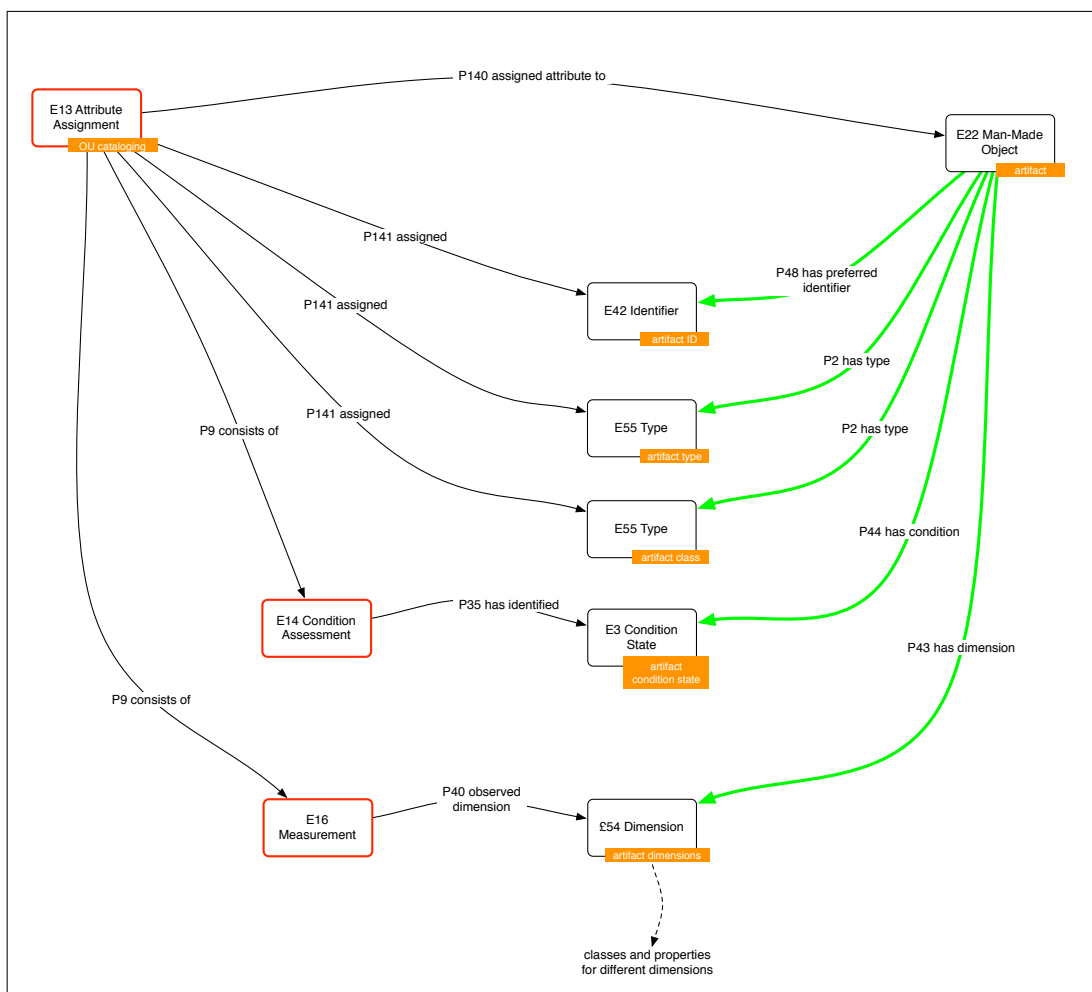 P140 assigned attribute to
E13 Attribute
Assignment
OU cataloging
E22 Man-Made
Object
artifact
P141 assigned
P48 has preferred
identifier
E42 Identifier
artifact ID
P141 assigned
P2 has type
E55 Type
artifact type
P141 assigned
P2 has type
P9 consists of
E55 Type
artifact class
P44 has condition
E14 Condition
Assessment
P35 has identified
E3 Condition
State
artifact
condition state
P43 has dimension
P9 consists of
E16
Measurement
P40 observed
dimension
£54 Dimension
artifact dimensions
classes and properties
for different dimensions